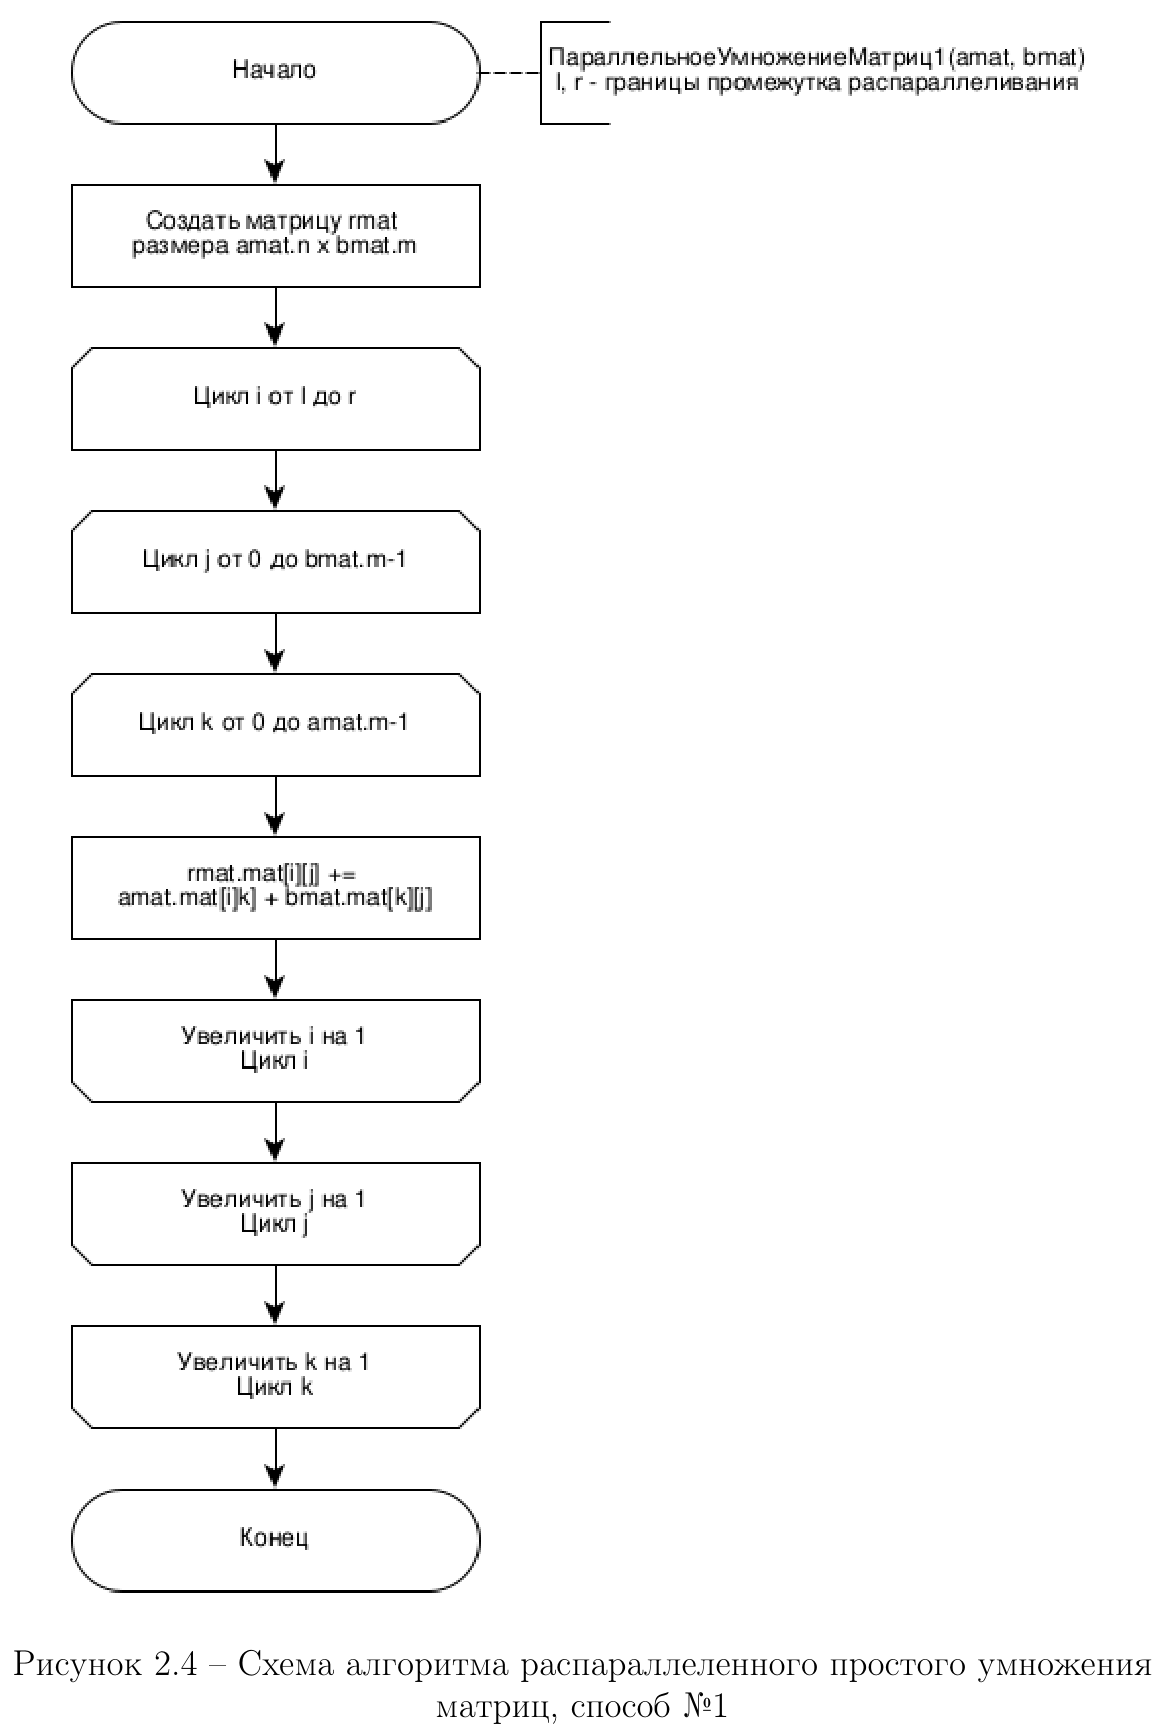 Начало
ПараллельноеУмножениеМатриц1(amat, bmat)
l, r - границы промежутка распараллеливания
Создать матрицу rmat
размера amat.n x bmat.m
Цикл i от l до r
Цикл j от 0 до bmat.m-1
Цикл k от 0 до amat.m-1
rmat.mat[i][j] +=
amat.mat[i]k] + bmat.mat[k][j]
Увеличить i на 1
Цикл i
Увеличить j на 1
Цикл j
Увеличить k на 1
Цикл k
Конец
Рисунок 2.4 – Схема алгоритма распараллеленного простого умножения
матриц, способ №1